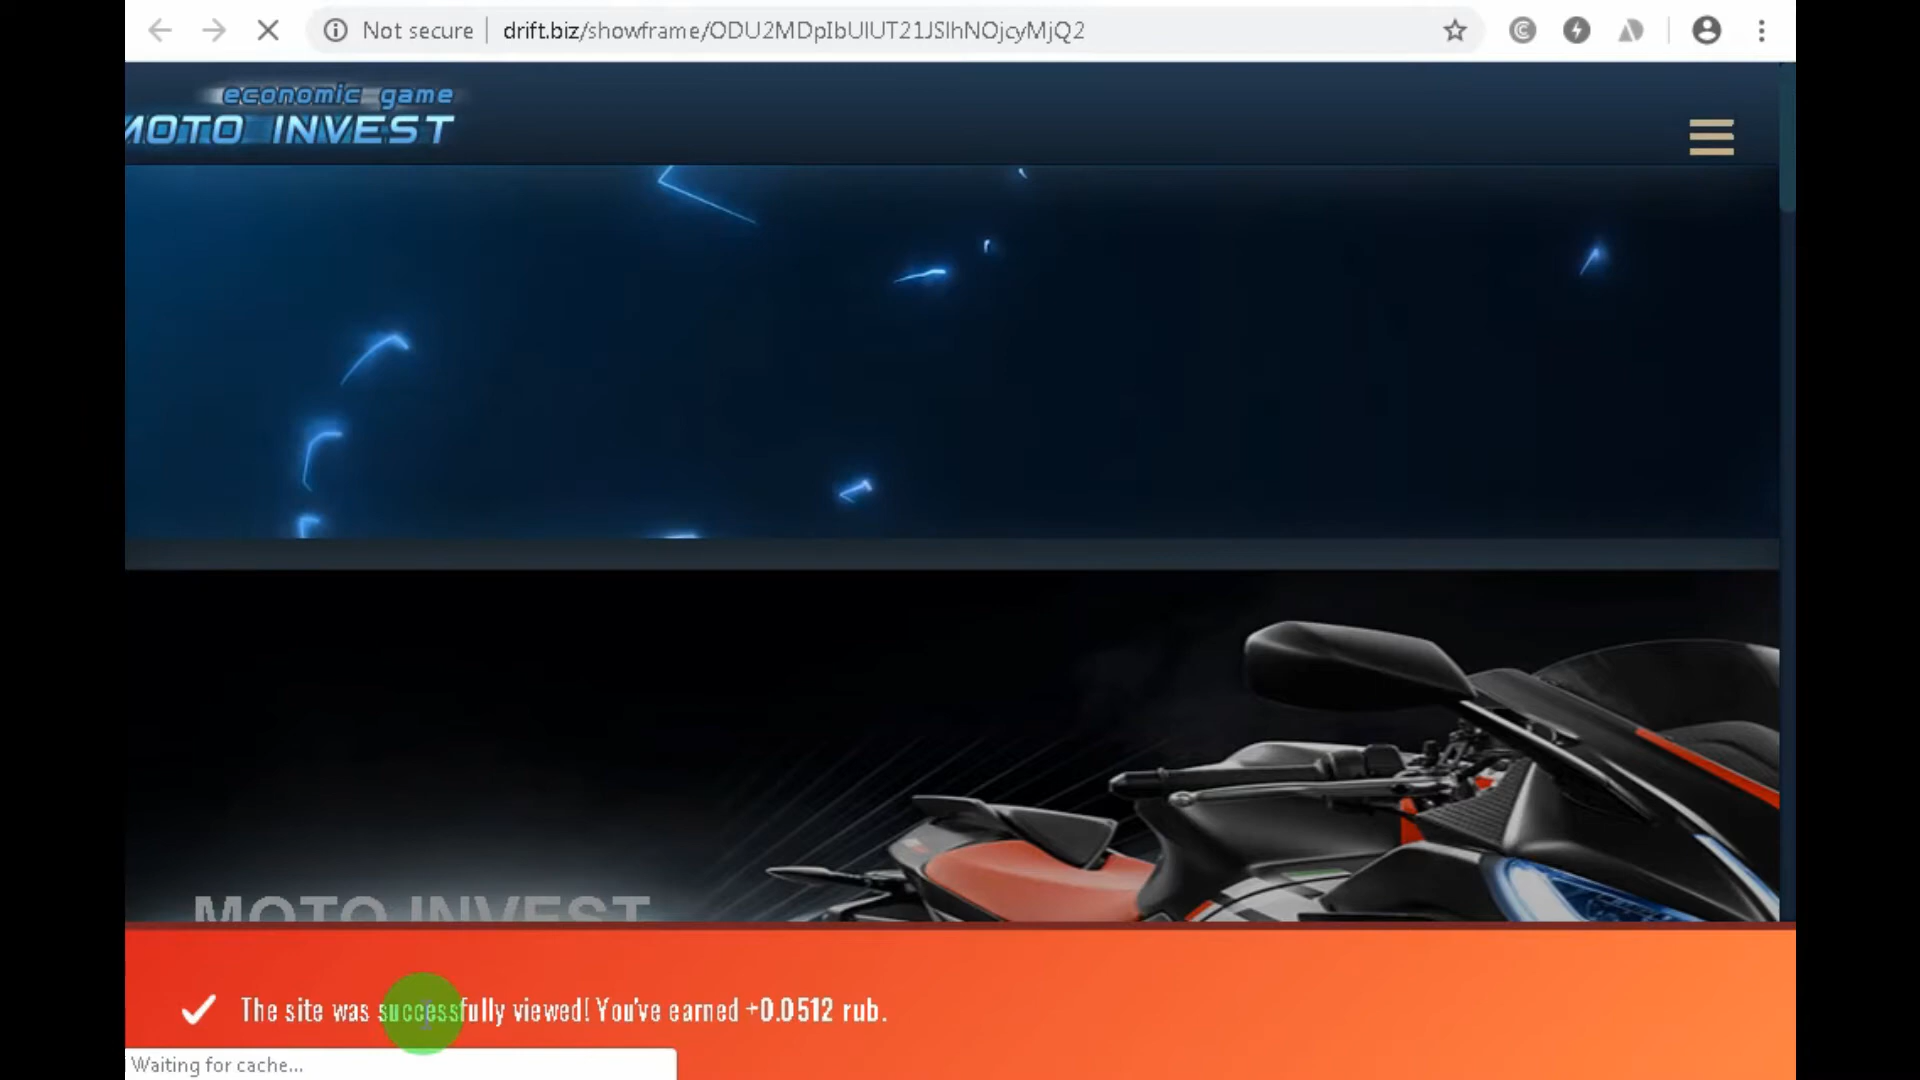 Not secure
drift.biz/showframe/ODU2MDpIbUlUT21JSlhNOjcyMjQ2
economic game
MOTO INVEST
MOTO INVEST
The site was successfully viewed! You've earned +0.0512 rub.
Waiting for cache...